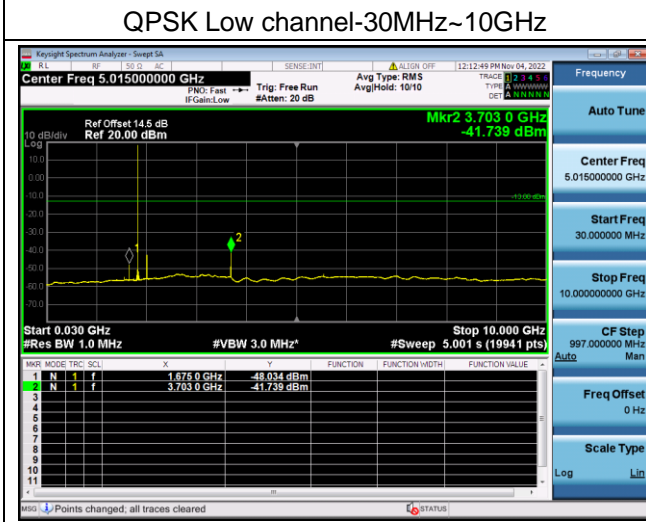 QPSK Low channel-30MHz~10GHz
Keysight Spectrum Analyzer - Swept SA
RL RF 50 Ω AC SENSE:INT ALIGN OFF 12:12:49 PM Nov 04, 2022
Center Freq 5.015000000 GHz
PNO: Fast
IFGain:Low
Trig: Free Run
#Atten: 20 dB
Avg Type: RMS
Avg|Hold: 10/10
TRACE 1 2 3 4 5 6
TYPE A WWWWW
DET A N N N N N
Frequency
Auto Tune
Center Freq
5.015000000 GHz
Start Freq
30.000000 MHz
Stop Freq
10.000000000 GHz
CF Step
997.000000 MHz
Auto Man
Freq Offset
0 Hz
Scale Type
Log Lin
Ref Offset 14.5 dB
10 dB/div Ref 20.00 dBm
Log
Mkr2 3.703 0 GHz
-41.739 dBm
10.0
0.00
-10.0
-13.00 dBm
-20.0
-30.0
-40.0
-50.0
-60.0
-70.0
1
2
Start 0.030 GHz Stop 10.000 GHz
#Res BW 1.0 MHz #VBW 3.0 MHz* #Sweep 5.001 s (19941 pts)
MKR MODE TRC SCL X Y FUNCTION FUNCTION WIDTH FUNCTION VALUE
1 N 1 f 1.675 0 GHz -48.034 dBm
2 N 1 f 3.703 0 GHz -41.739 dBm
3
4
5
6
7
8
9
10
11
MSG Points changed; all traces cleared STATUS